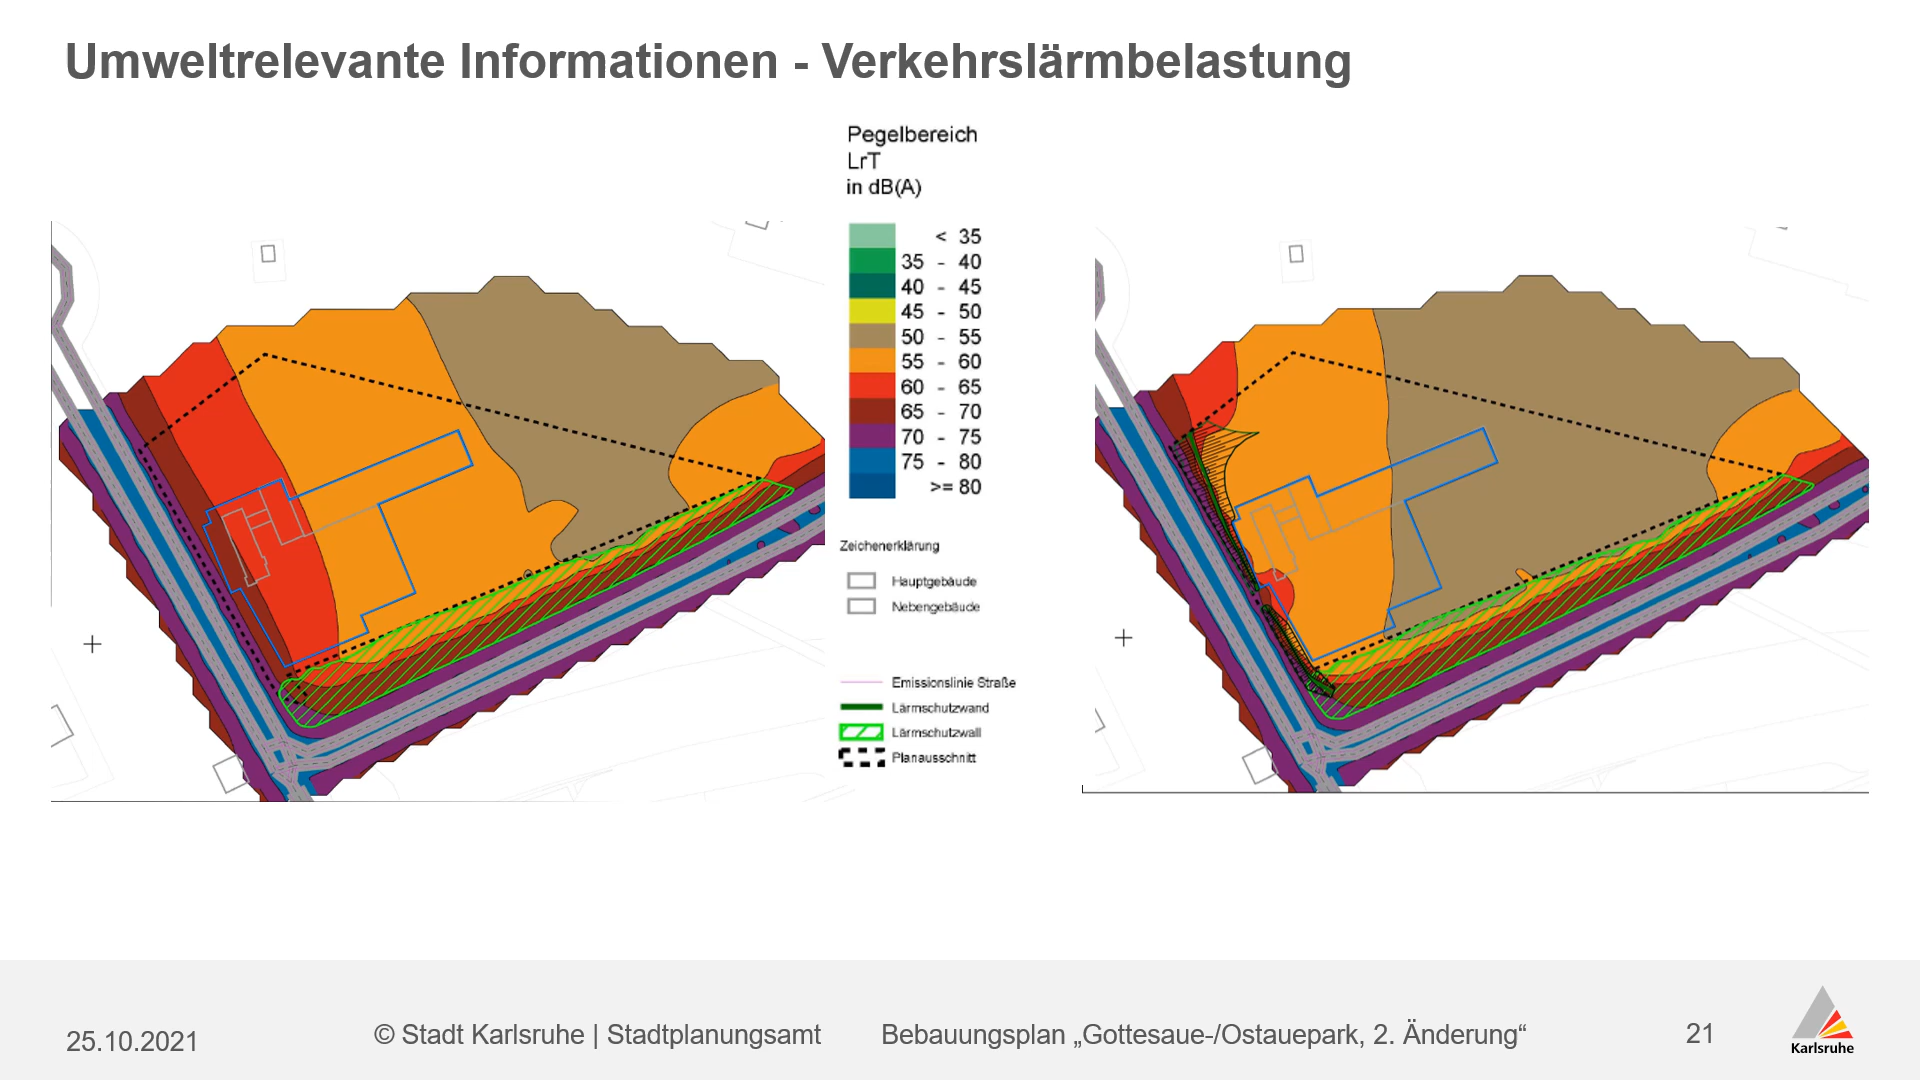 Umweltrelevante Informationen - Verkehrslärmbelastung
Pegelbereich
LrT
in dB(A)
< 35
35 - 40
40 - 45
45 - 50
50 - 55
55 - 60
60 - 65
65 - 70
70 - 75
75 - 80
>= 80
Zeichenerklärung
Hauptgebäude
Nebengebäude
Emissionslinie Straße
Lärmschutzwand
Lärmschutzwall
Planausschnitt
25.10.2021
© Stadt Karlsruhe | Stadtplanungsamt
Bebauungsplan „Gottesaue-/Ostauepark, 2. Änderung“
21
Karlsruhe